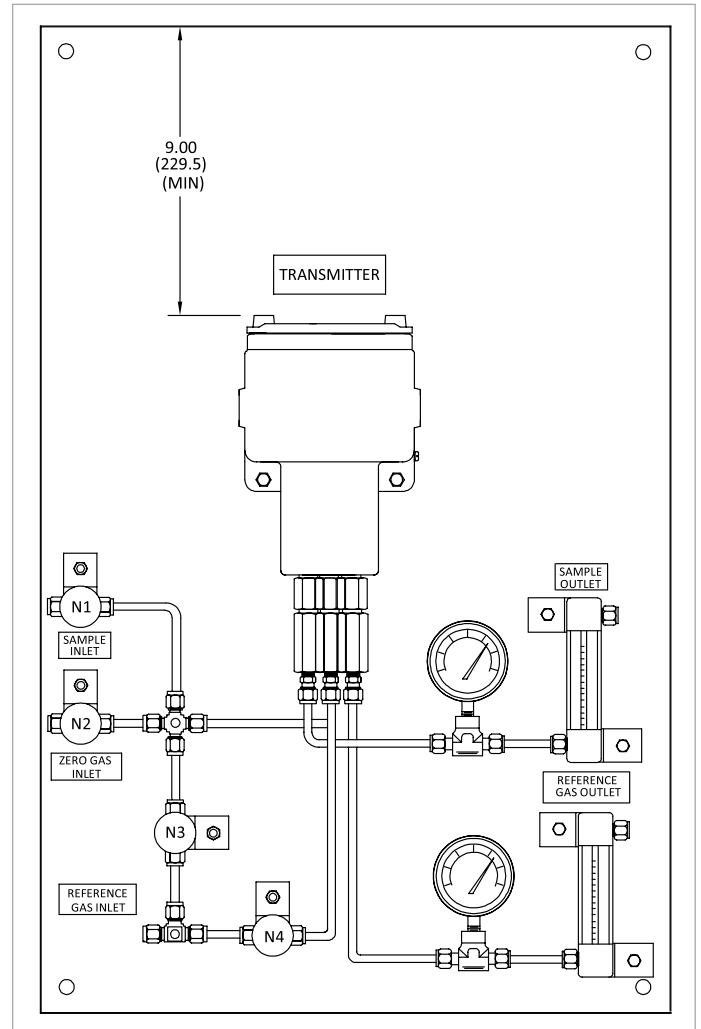 9.00
(229.5)
(MIN)
TRANSMITTER
SAMPLE
OUTLET
N1
SAMPLE
INLET
N2
ZERO GAS
INLET
REFERENCE
GAS OUTLET
N3
REFERENCE
GAS INLET
N4